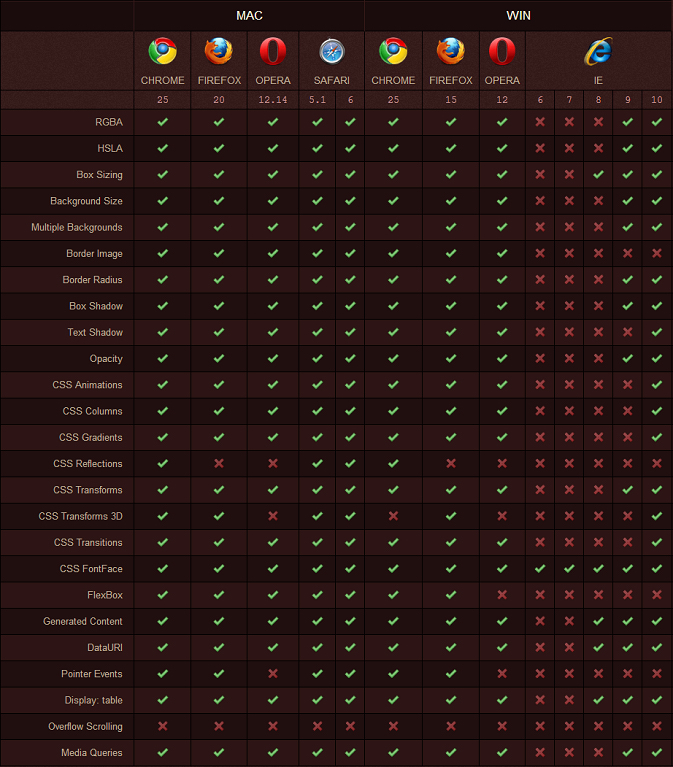 MAC WIN
CHROME FIREFOX OPERA SAFARI CHROME FIREFOX OPERA IE
25 20 12.14 5.1 6 25 15 12 6 7 8 9 10
RGBA
HSLA
Box Sizing
Background Size
Multiple Backgrounds
Border Image
Border Radius
Box Shadow
Text Shadow
Opacity
CSS Animations
CSS Columns
CSS Gradients
CSS Reflections
CSS Transforms
CSS Transforms 3D
CSS Transitions
CSS FontFace
FlexBox
Generated Content
DataURI
Pointer Events
Display: table
Overflow Scrolling
Media Queries